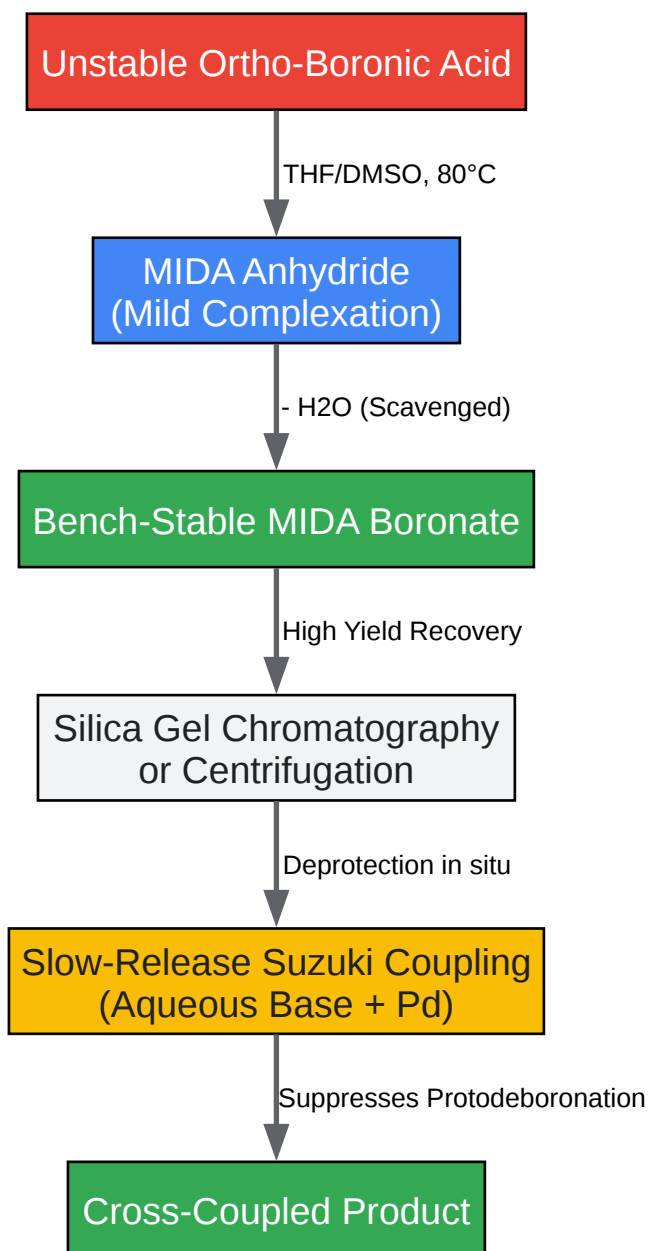 Unstable Ortho-Boronic Acid
THF/DMSO, 80°C
MIDA Anhydride
(Mild Complexation)
- H2O (Scavenged)
Bench-Stable MIDA Boronate
High Yield Recovery
Silica Gel Chromatography
or Centrifugation
Deprotection in situ
Slow-Release Suzuki Coupling
(Aqueous Base + Pd)
Suppresses Protodeboronation
Cross-Coupled Product